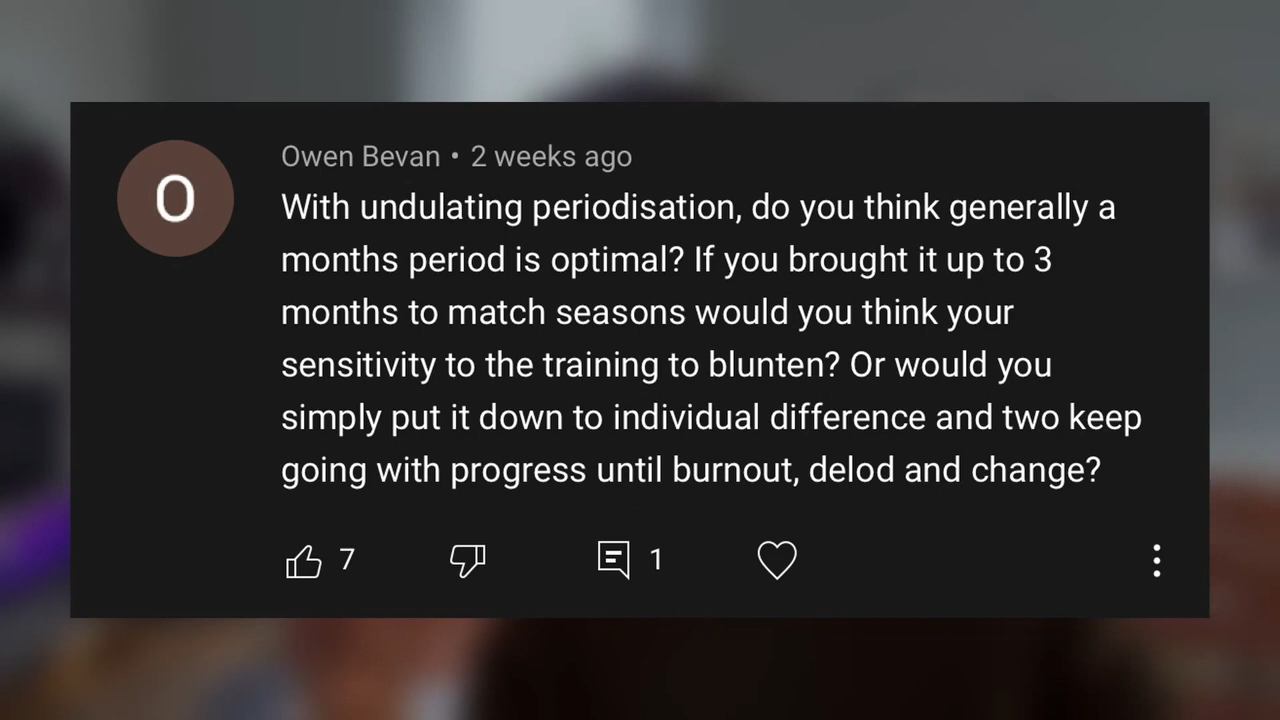 O
Owen Bevan • 2 weeks ago
With undulating periodisation, do you think generally a
months period is optimal? If you brought it up to 3
months to match seasons would you think your
sensitivity to the training to blunten? Or would you
simply put it down to individual difference and two keep
going with progress until burnout, delod and change?
7
1